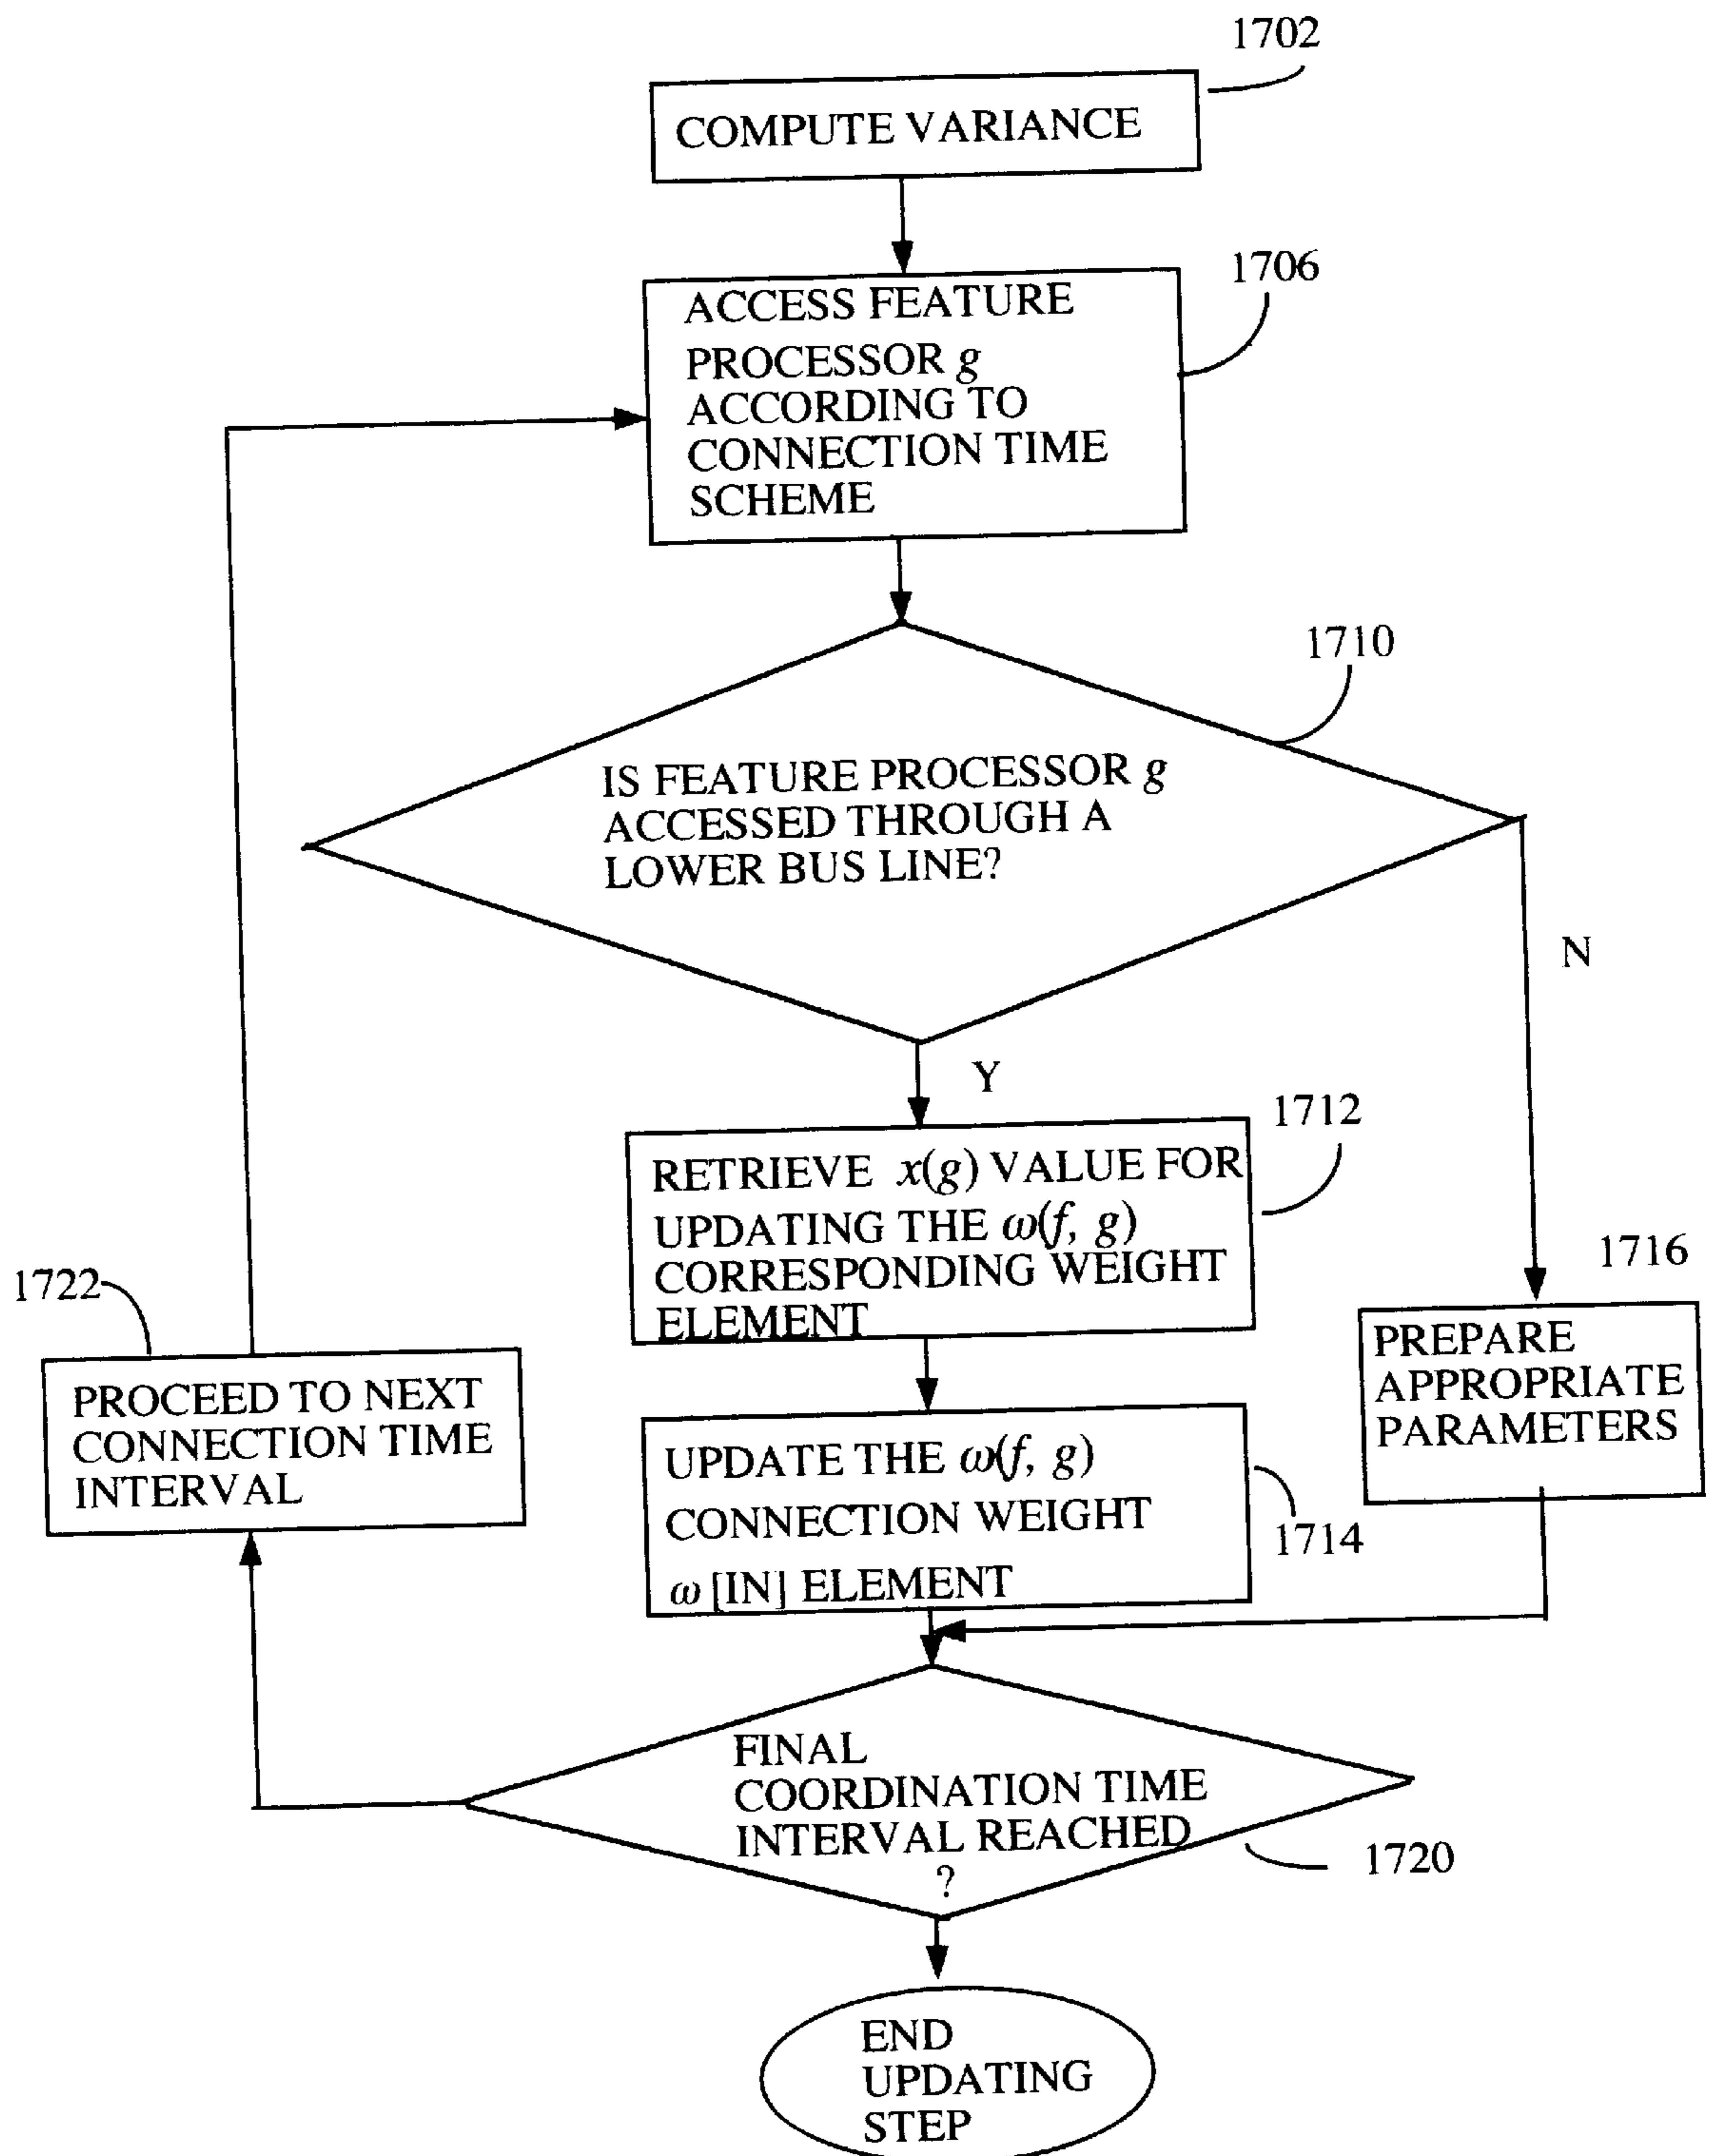 1702
COMPUTE VARIANCE
1706
ACCESS FEATURE
PROCESSOR g
ACCORDING TO
CONNECTION TIME
SCHEME
1710
IS FEATURE PROCESSOR g
ACCESSED THROUGH A
LOWER BUS LINE?
N
Y
1712
RETRIEVE x(g) VALUE FOR
UPDATING THE ω(f, g)
CORRESPONDING WEIGHT
ELEMENT
1716
PREPARE
APPROPRIATE
PARAMETERS
1722
PROCEED TO NEXT
CONNECTION TIME
INTERVAL
UPDATE THE ω(f, g)
CONNECTION WEIGHT
ω [IN] ELEMENT
1714
FINAL
COORDINATION TIME
INTERVAL REACHED
?
1720
END
UPDATING
STEP